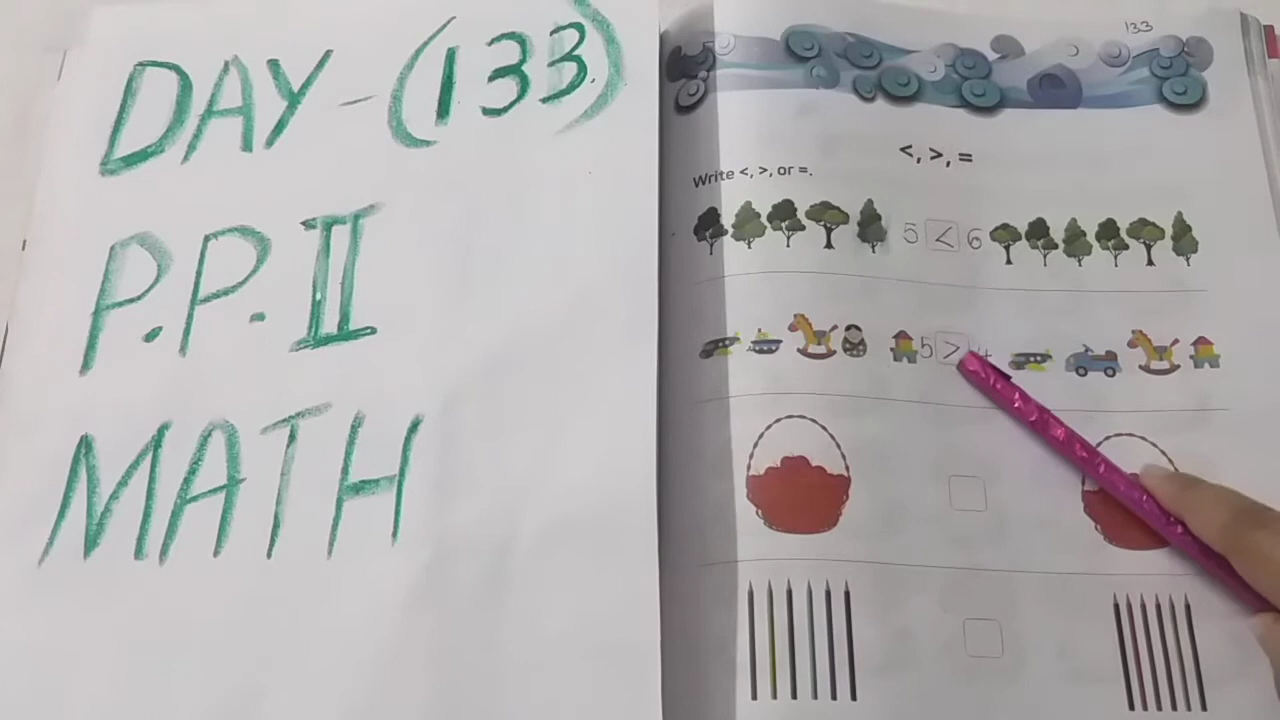 DAY-(133)
P.P.II
MATH
133
<, >, =
Write <, >, or =.
5 < 6
5 > 4